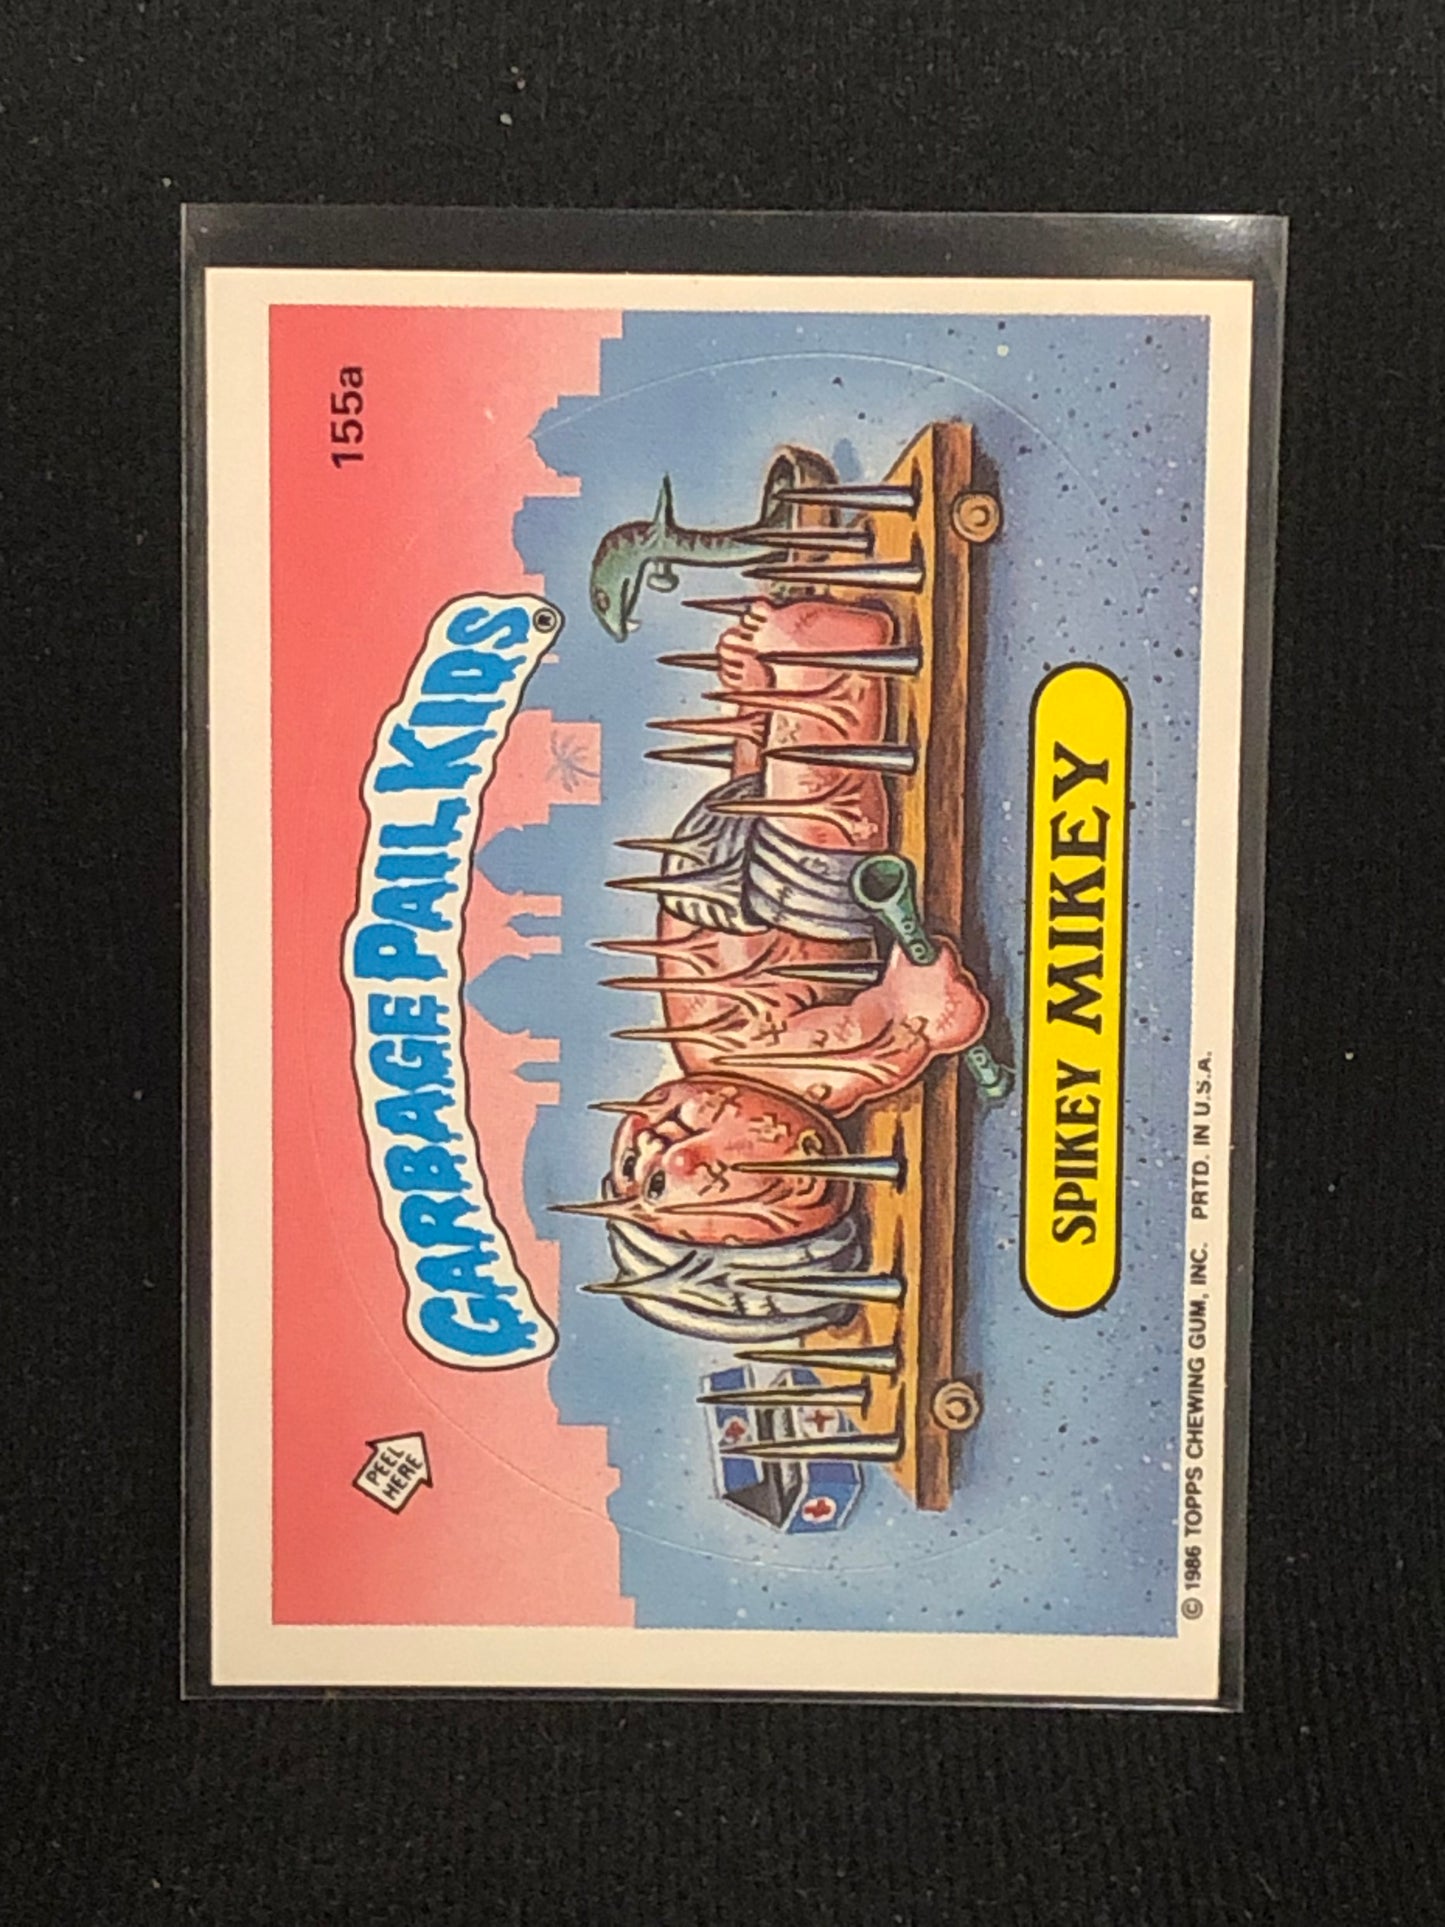 155a
GARBAGE PAIL KIDS ®
PEEL
HERE
SPIKEY MIKEY
© 1986 TOPPS CHEWING GUM, INC. PRTD. IN U.S.A.